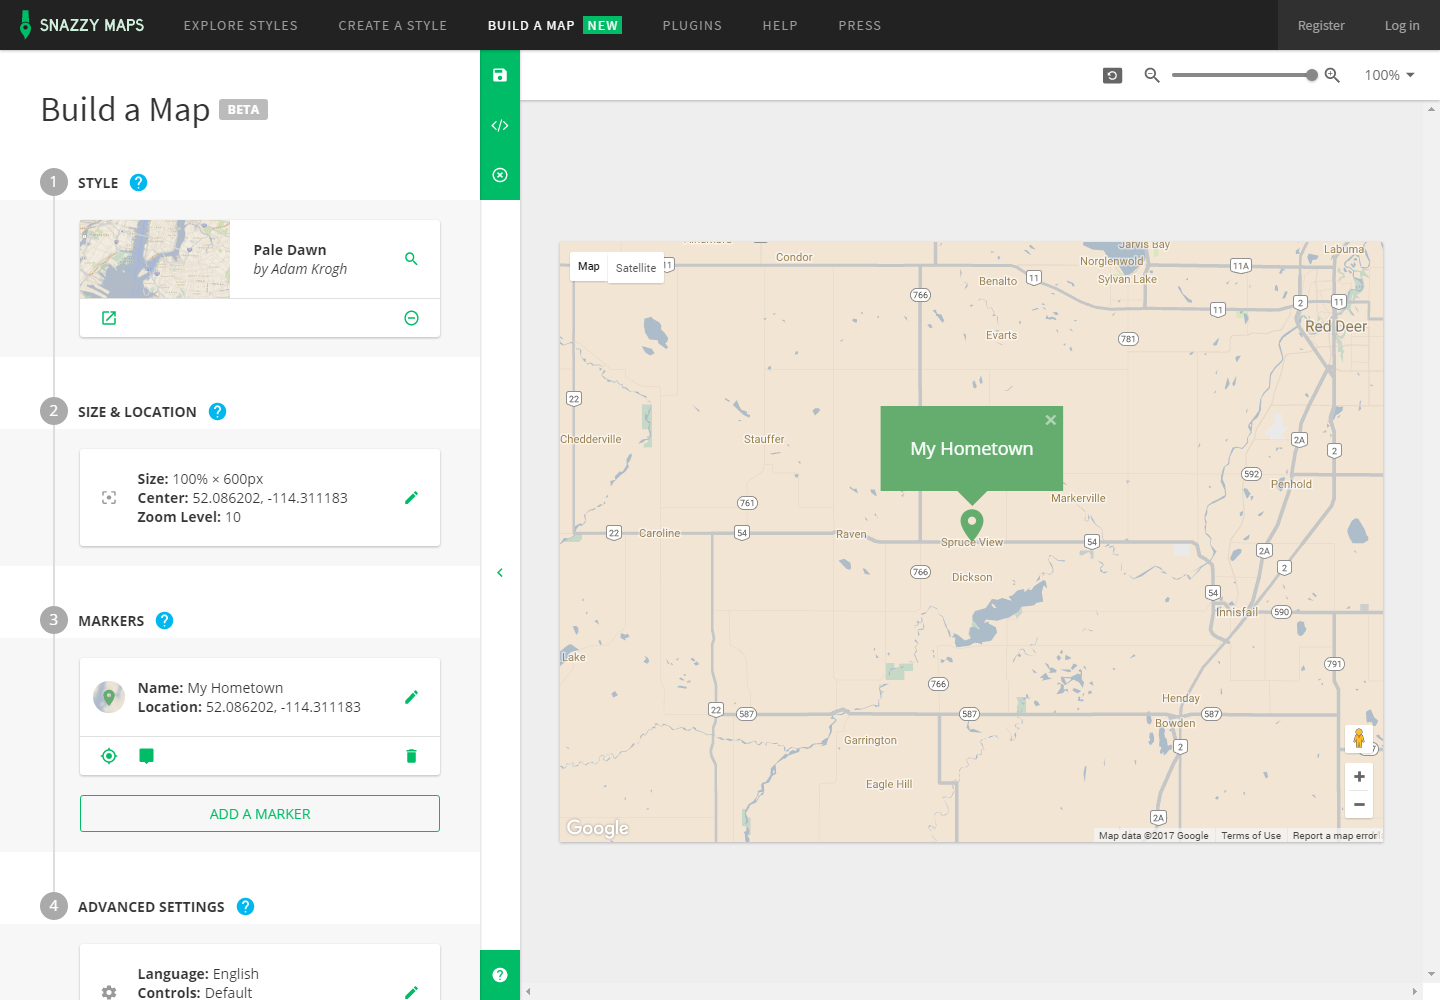 SNAZZY MAPS
EXPLORE STYLES
CREATE A STYLE
BUILD A MAP NEW
PLUGINS
HELP
PRESS
Register
Log in
Build a Map BETA
100%
1 STYLE ?
Pale Dawn
by Adam Krogh
2 SIZE & LOCATION ?
Size: 100% × 600px
Center: 52.086202, -114.311183
Zoom Level: 10
3 MARKERS ?
Name: My Hometown
Location: 52.086202, -114.311183
ADD A MARKER
4 ADVANCED SETTINGS ?
Language: English
Controls: Default
?
Map
Satellite
11
Condor
Jarvis Bay
Labuma
Norglenwold
11A
Benalto
11
Sylvan Lake
766
11
2
11
Red Deer
Evarts
781
22
Chedderville
Stauffer
My Hometown
2A
2
592
Penhold
761
Markerville
22
Caroline
54
Raven
Spruce View
54
2A
766
Dickson
2
54
Innisfail
590
Lake
791
766
22
587
587
Henday
587
Bowden
Garrington
2
7
Eagle Hill
2A
Google
Map data ©2017 Google
Terms of Use
Report a map error